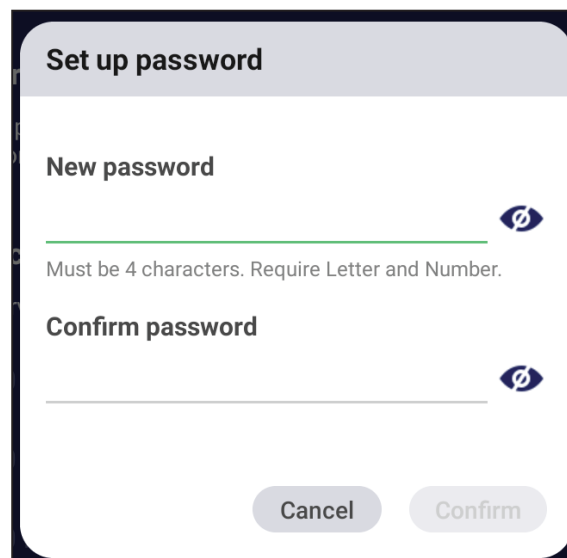 Set up password
New password
Must be 4 characters. Require Letter and Number.
Confirm password
Cancel
Confirm